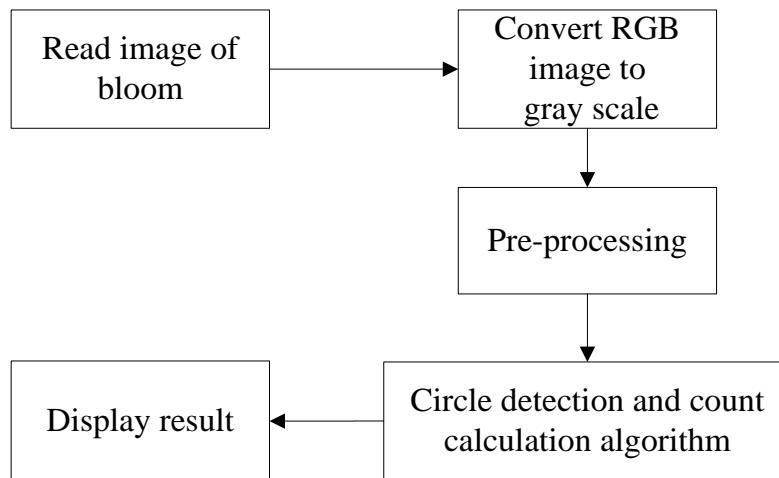 Read image of
bloom
Convert RGB
image to
gray scale
Pre-processing
Circle detection and count
calculation algorithm
Display result